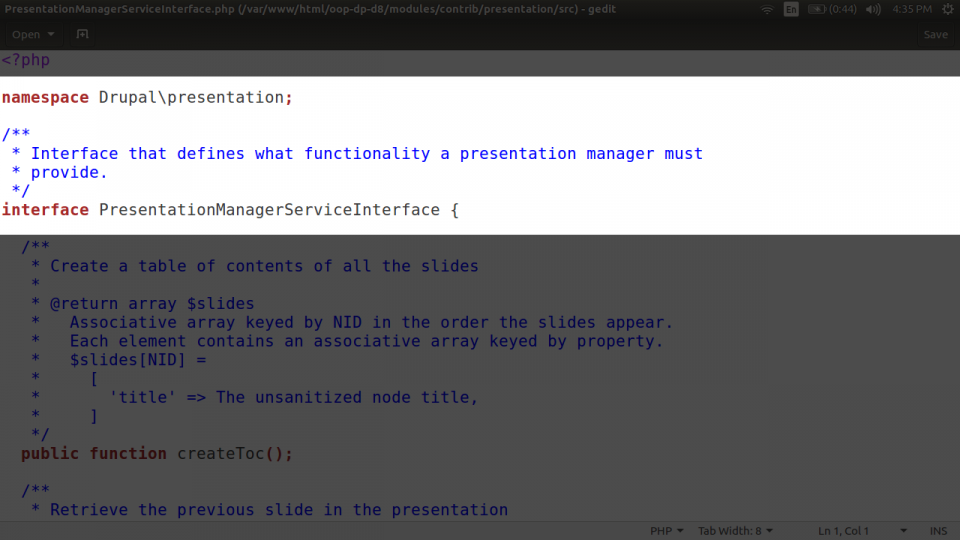 PresentationManagerServiceInterface.php (/var/www/html/oop-dp-d8/modules/contrib/presentation/src) - gedit
En
(0:44)
4:35 PM
Open
Save
<?php
namespace Drupal\presentation;
/**
 * Interface that defines what functionality a presentation manager must
 * provide.
 */
interface PresentationManagerServiceInterface {
  /**
   * Create a table of contents of all the slides
   *
   * @return array $slides
   *   Associative array keyed by NID in the order the slides appear.
   *   Each element contains an associative array keyed by property.
   *   $slides[NID] =
   *     [
   *       'title' => The unsanitized node title,
   *     ]
   */
  public function createToc();
  /**
   * Retrieve the previous slide in the presentation
PHP
Tab Width: 8
Ln 1, Col 1
INS